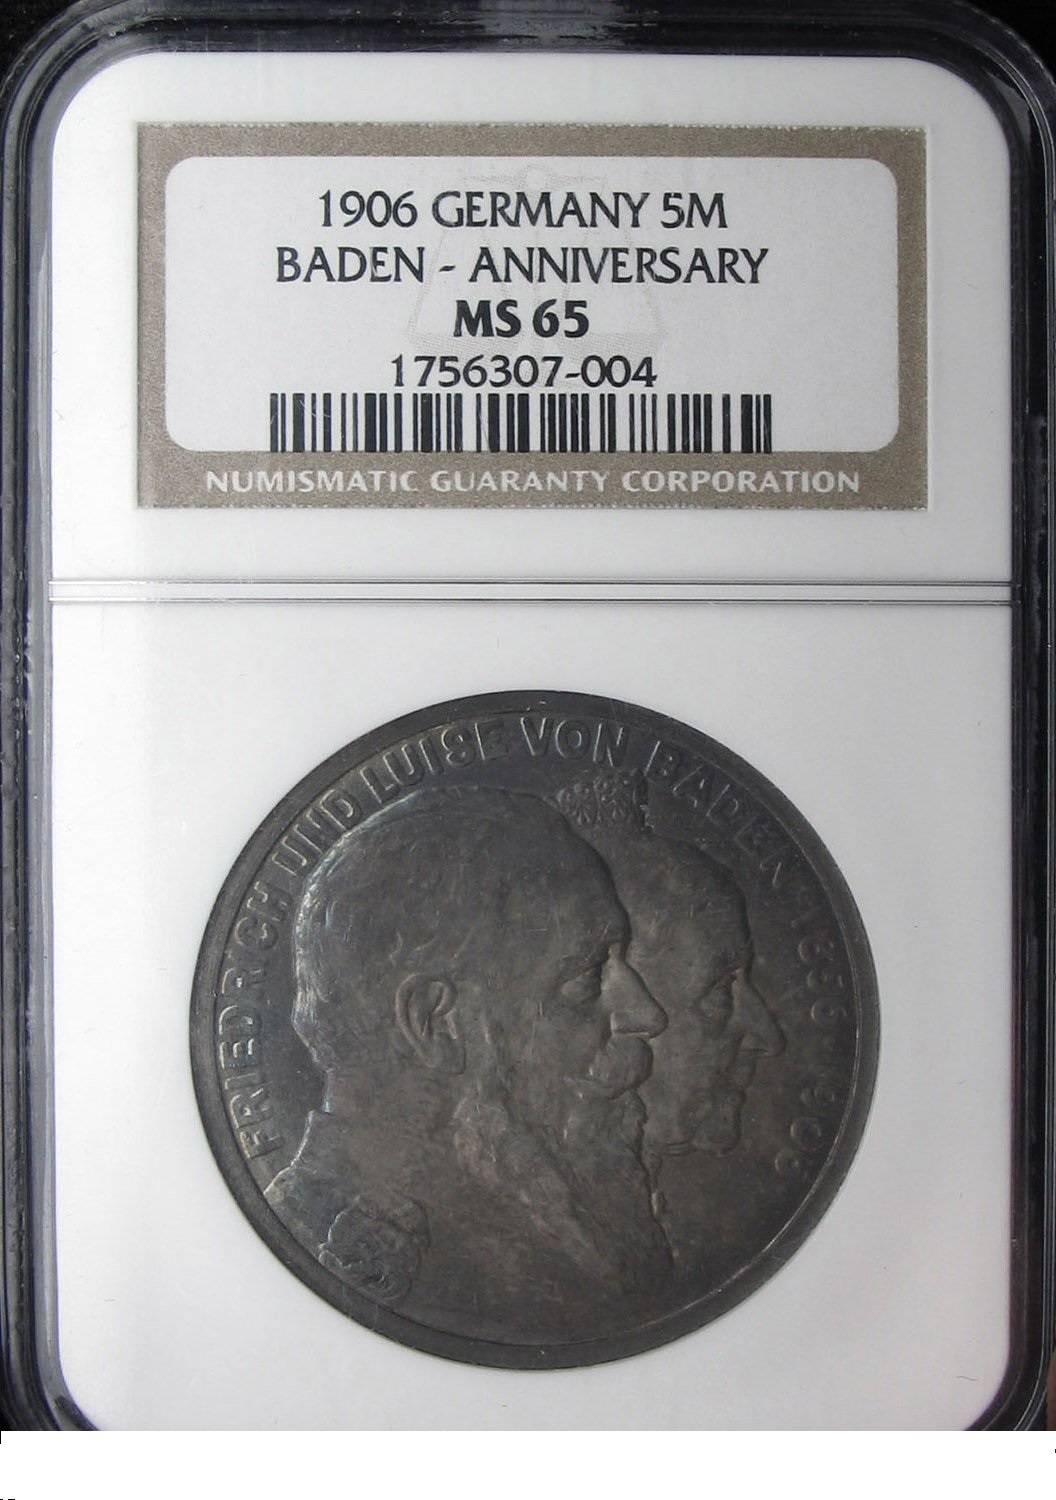 1906 GERMANY 5M
BADEN - ANNIVERSARY
MS 65
1756307-004
NUMISMATIC GUARANTY CORPORATION
FRIEDRICH UND LUISE VON BADEN 1856-1906